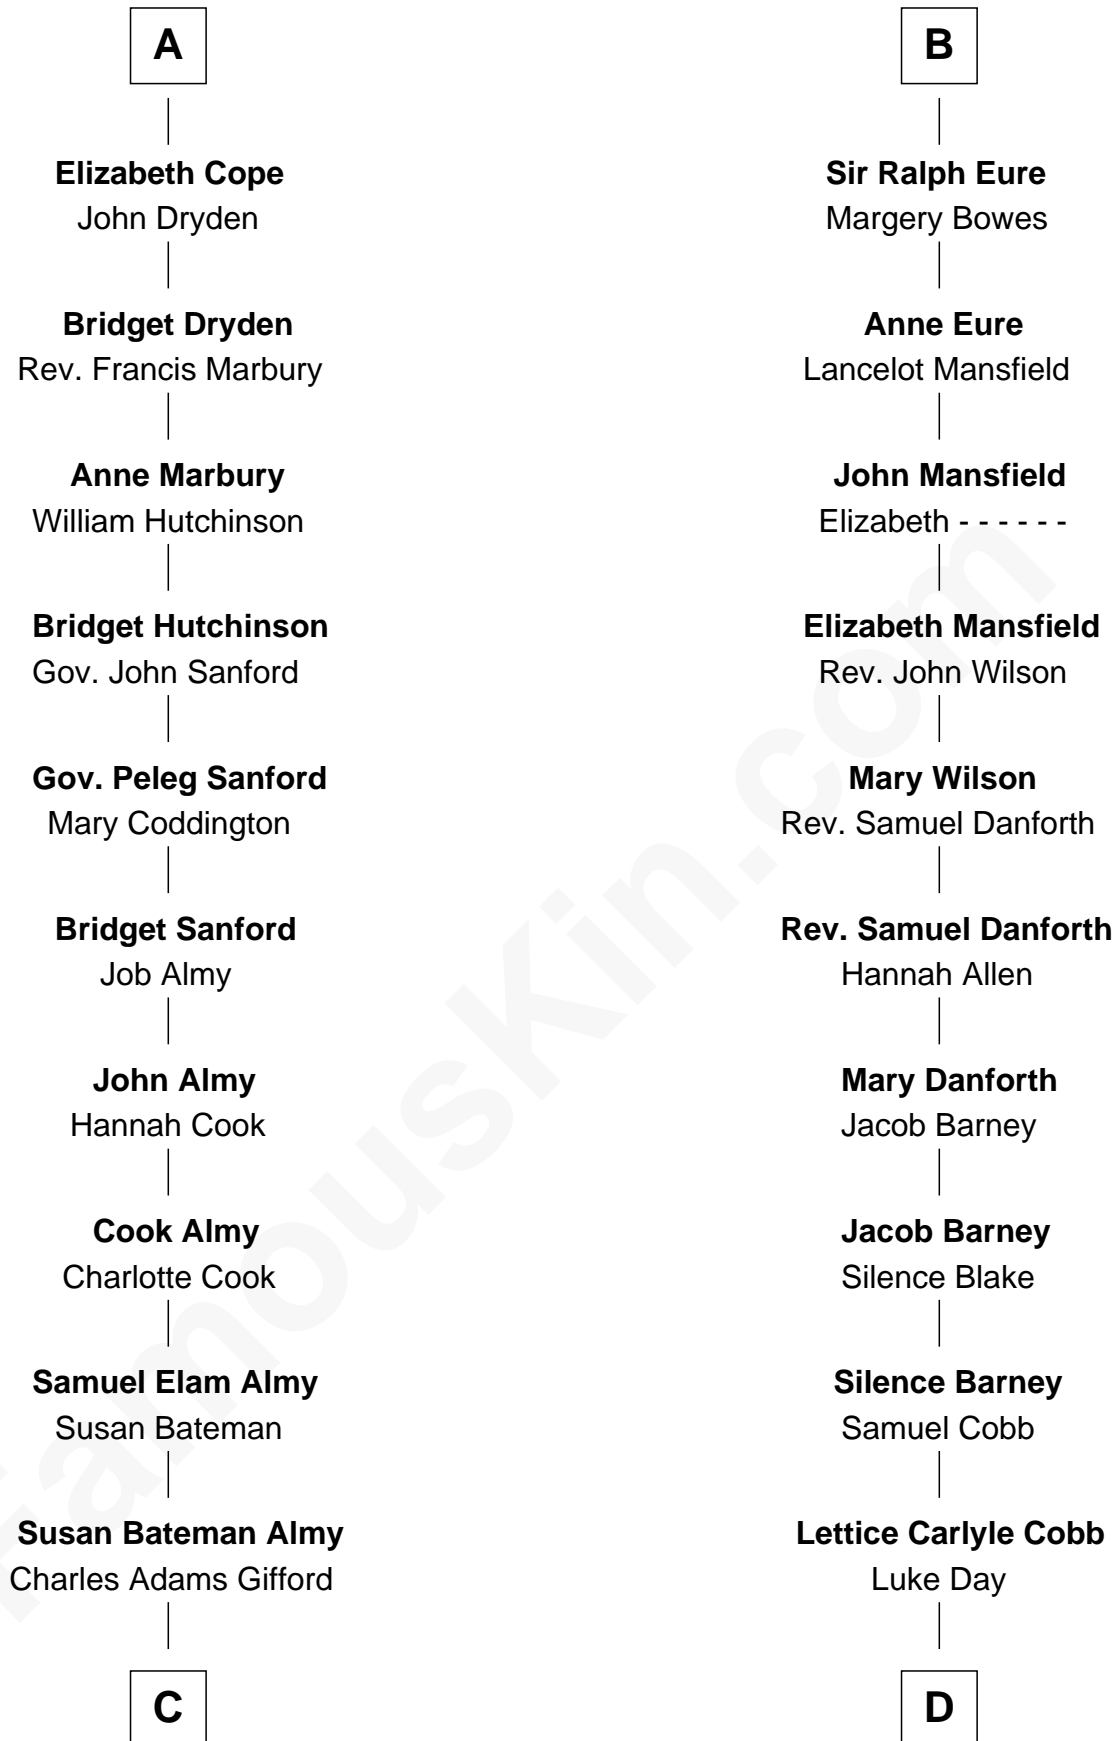 A
Elizabeth Cope
John Dryden
Bridget Dryden
Rev. Francis Marbury
Anne Marbury
William Hutchinson
Bridget Hutchinson
Gov. John Sanford
Gov. Peleg Sanford
Mary Coddington
Bridget Sanford
Job Almy
John Almy
Hannah Cook
Cook Almy
Charlotte Cook
Samuel Elam Almy
Susan Bateman
Susan Bateman Almy
Charles Adams Gifford
C
B
Sir Ralph Eure
Margery Bowes
Anne Eure
Lancelot Mansfield
John Mansfield
Elizabeth - - - - - -
Elizabeth Mansfield
Rev. John Wilson
Mary Wilson
Rev. Samuel Danforth
Rev. Samuel Danforth
Hannah Allen
Mary Danforth
Jacob Barney
Jacob Barney
Silence Blake
Silence Barney
Samuel Cobb
Lettice Carlyle Cobb
Luke Day
D
FamousKin.com